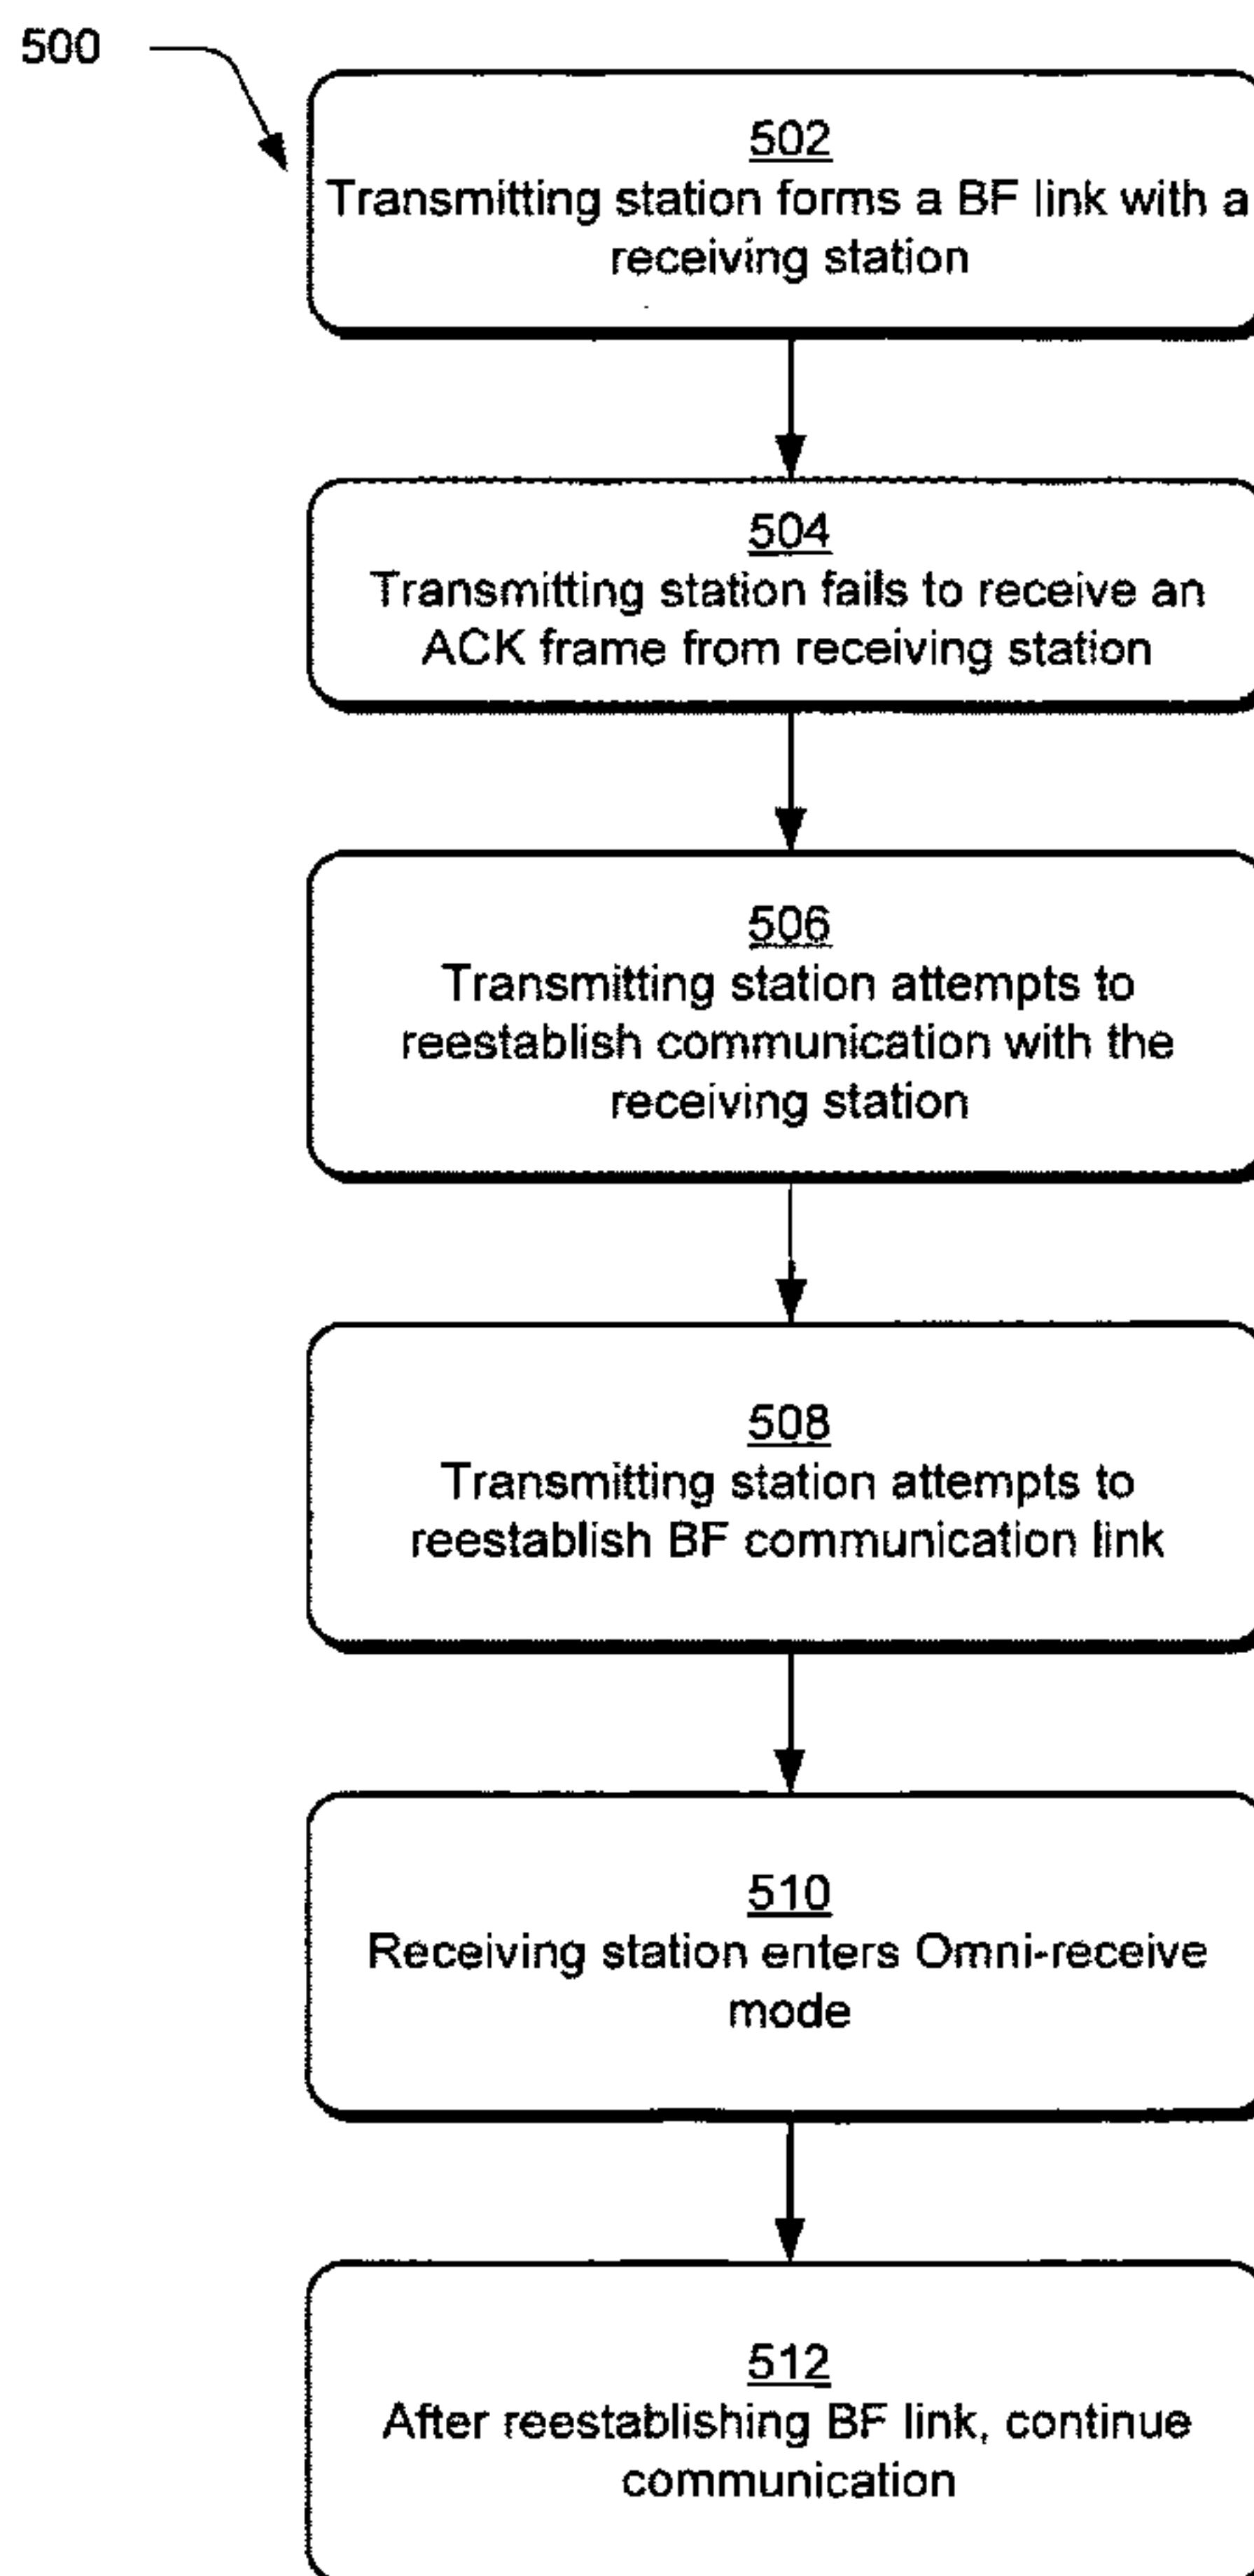 500
502
Transmitting station forms a BF link with a
receiving station
504
Transmitting station fails to receive an
ACK frame from receiving station
506
Transmitting station attempts to
reestablish communication with the
receiving station
508
Transmitting station attempts to
reestablish BF communication link
510
Receiving station enters Omni-receive
mode
512
After reestablishing BF link, continue
communication